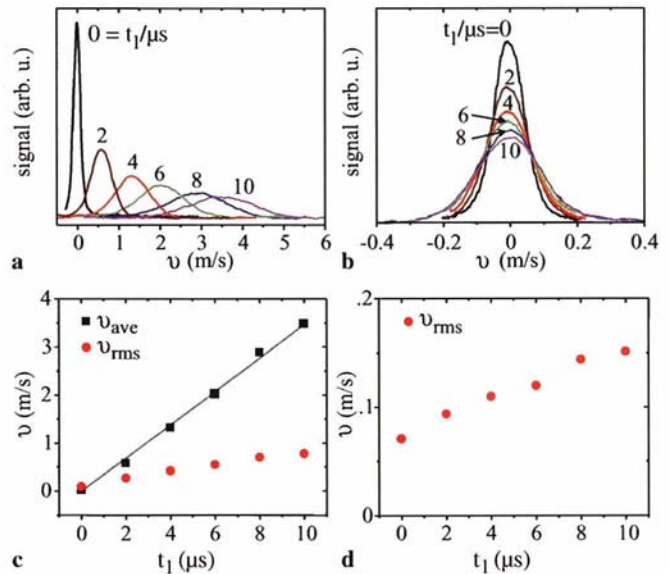 0 = t₁/μs
2
4
6
8
10
signal (arb. u.)
0 1 2 3 4 5 6
a
υ (m/s)
t₁/μs=0
2
4
6
8
10
signal (arb. u.)
-0.4 -0.2 0 0.2 0.4
b
υ (m/s)
4
3
2
1
0
υ (m/s)
υave
υrms
0 2 4 6 8 10
c
t₁ (μs)
.2
.1
.0
υ (m/s)
υrms
0 2 4 6 8 10
d
t₁ (μs)